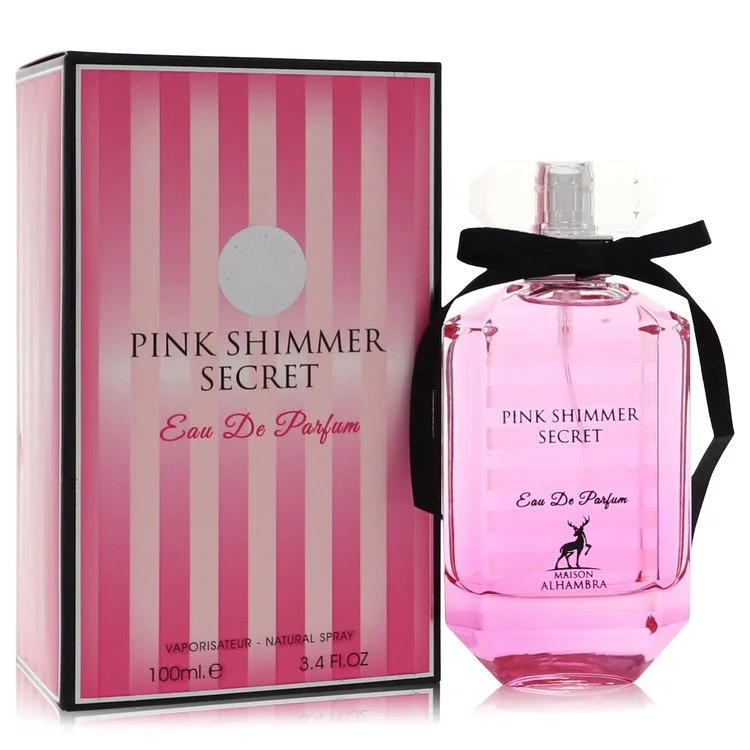 PINK SHIMMER
SECRET
Eau De Parfum
VAPORISATEUR - NATURAL SPRAY
100ml.e 3.4 Fl.OZ
PINK SHIMMER
SECRET
Eau De Parfum
MAISON
ALHAMBRA